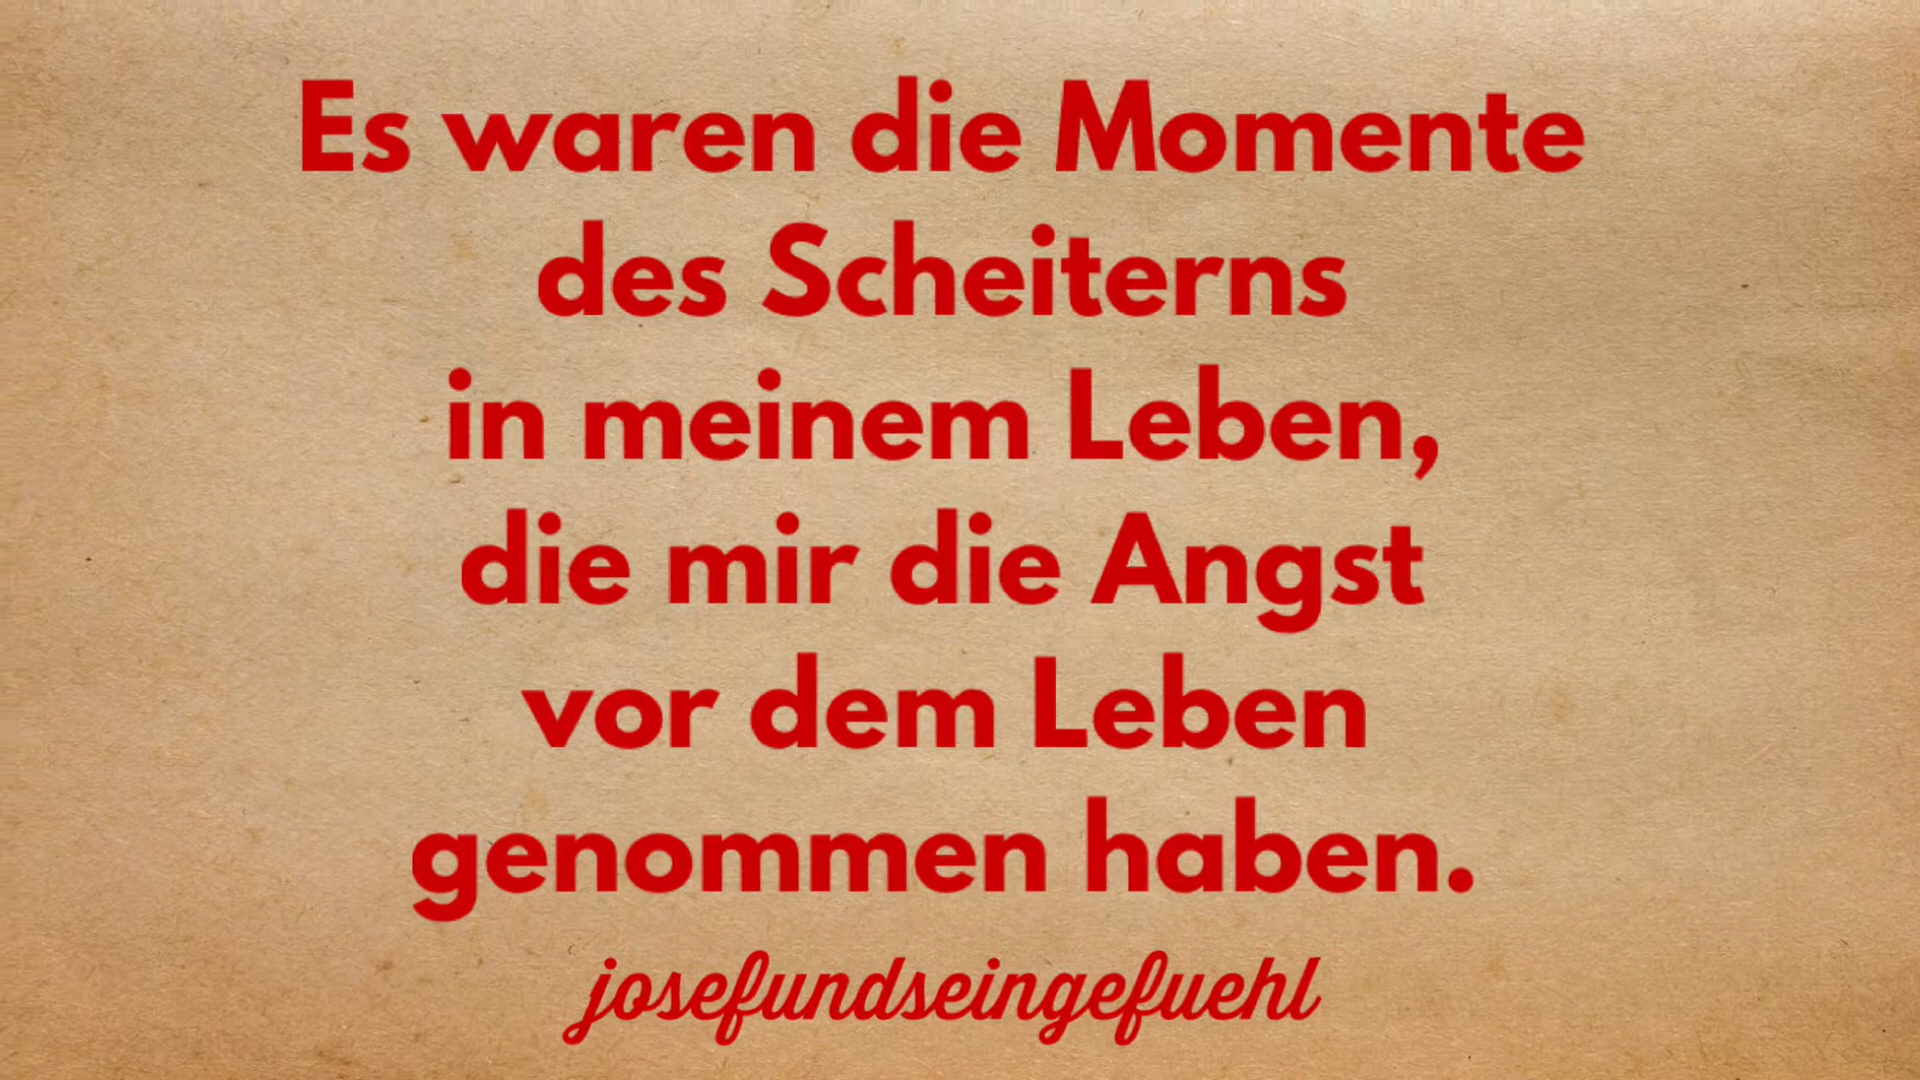 Es waren die Momente
des Scheiterns
in meinem Leben,
die mir die Angst
vor dem Leben
genommen haben.
josefundseingefuehl